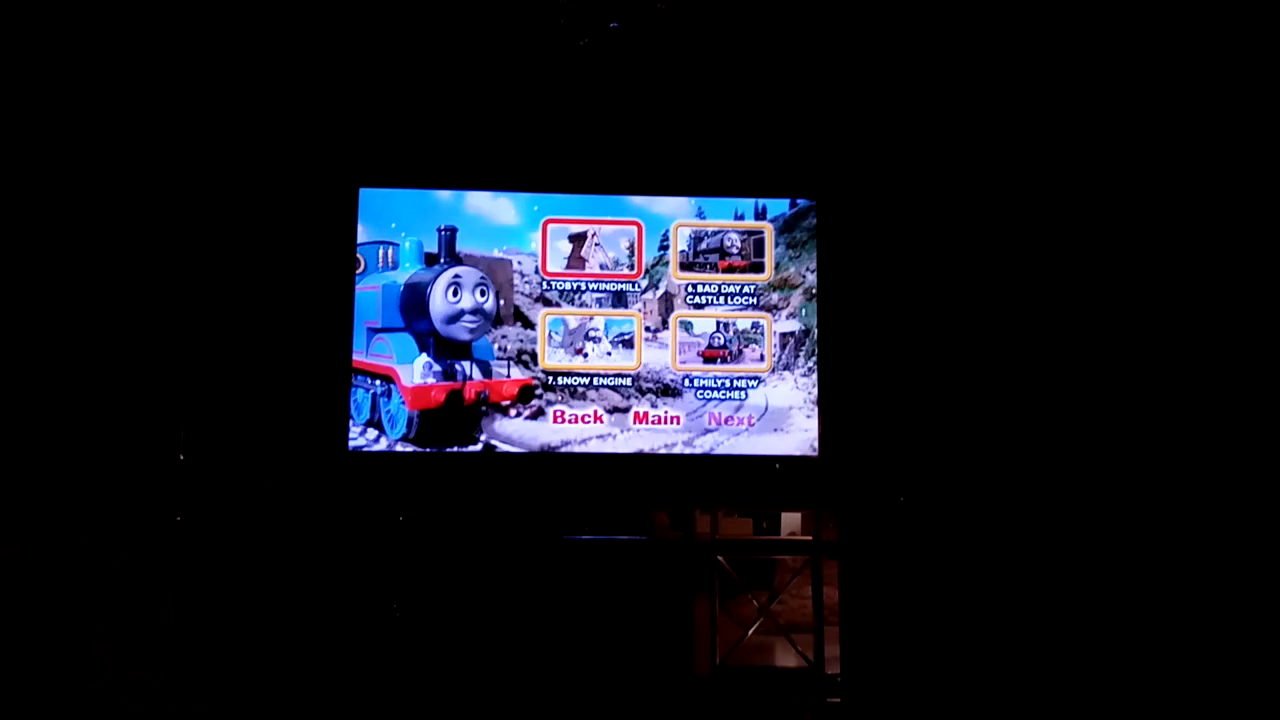 5. TOBY'S WINDMILL
6. BAD DAY AT
CASTLE LOCH
7. SNOW ENGINE
8. EMILY'S NEW
COACHES
Back Main Next